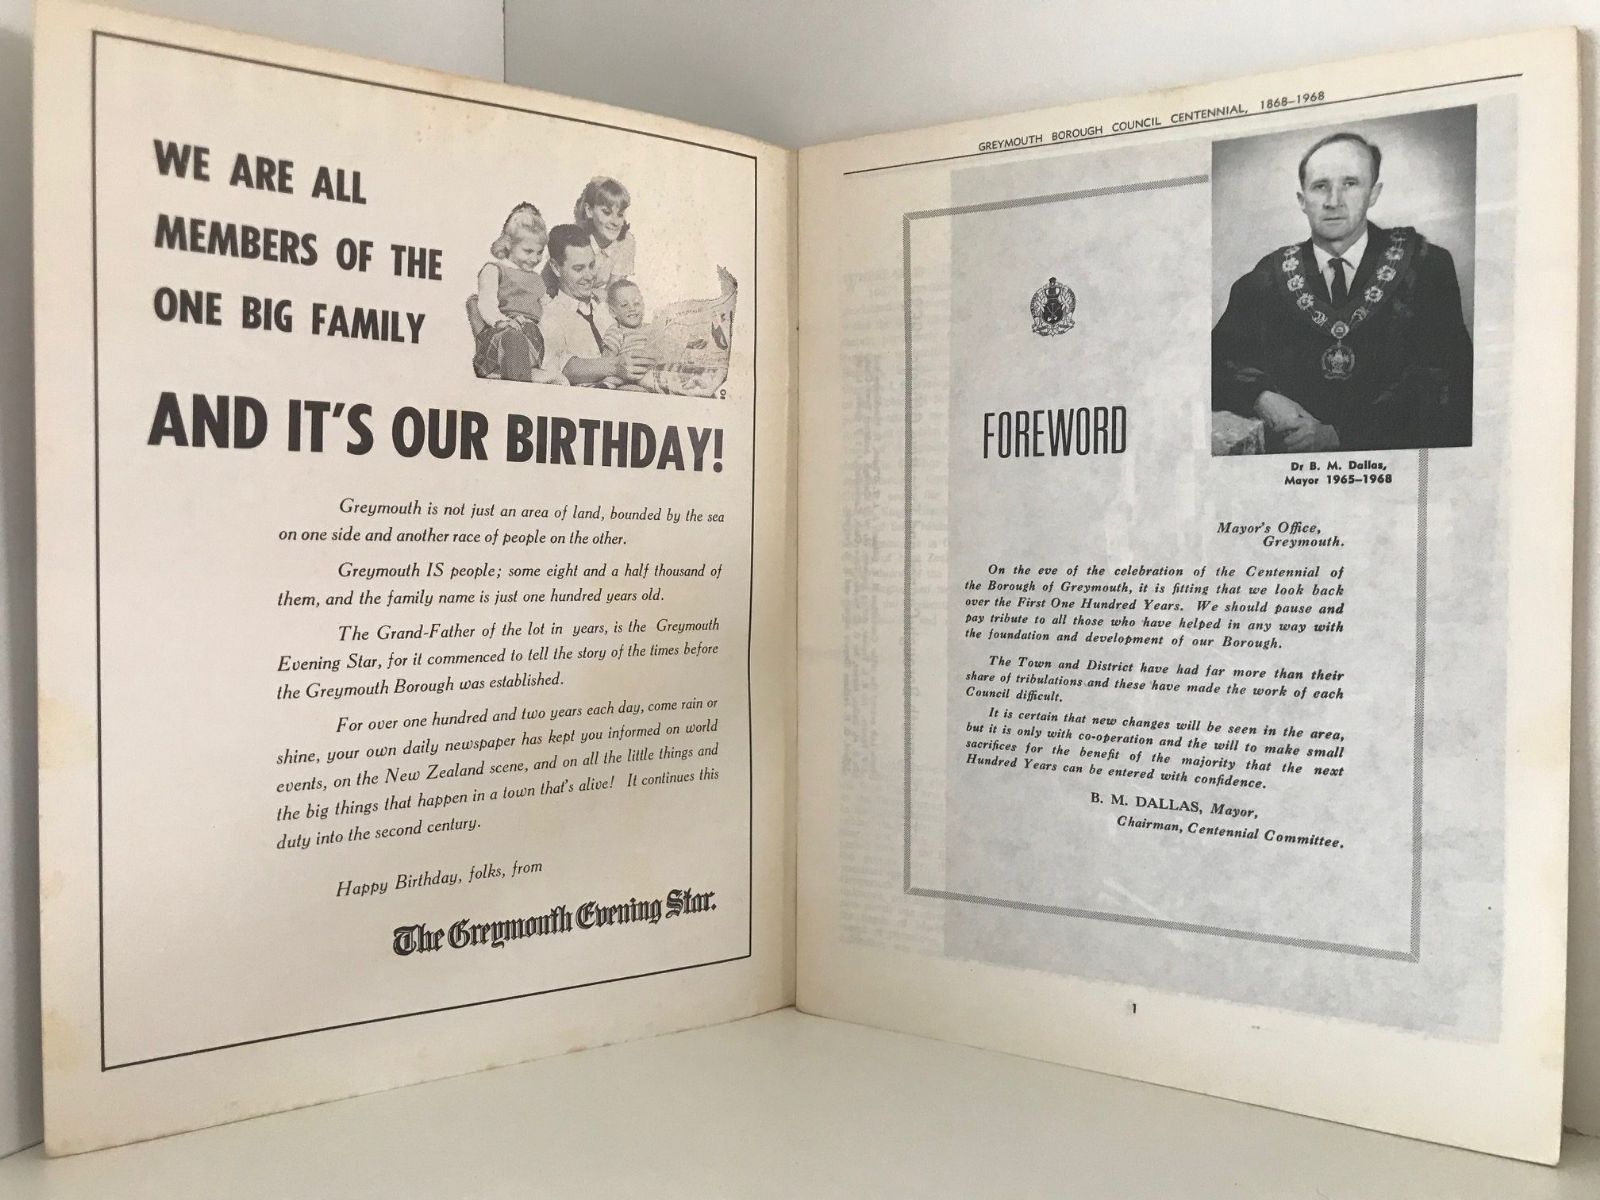 WE ARE ALL
MEMBERS OF THE
ONE BIG FAMILY
AND IT'S OUR BIRTHDAY!
Greymouth is not just an area of land, bounded by the sea
on one side and another race of people on the other.
Greymouth IS people; some eight and a half thousand of
them, and the family name is just one hundred years old.
The Grand-Father of the lot in years, is the Greymouth
Evening Star, for it commenced to tell the story of the times before
the Greymouth Borough was established.
For over one hundred and two years each day, come rain or
shine, your own daily newspaper has kept you informed on world
events, on the New Zealand scene, and on all the little things and
the big things that happen in a town that's alive! It continues this
duty into the second century.
Happy Birthday, folks, from
The Greymouth Evening Star.
GREYMOUTH BOROUGH COUNCIL CENTENNIAL, 1868–1968
FOREWORD
Dr B. M. Dallas,
Mayor 1965–1968
Mayor's Office,
Greymouth.
On the eve of the celebration of the Centennial of
the Borough of Greymouth, it is fitting that we look back
over the First One Hundred Years. We should pause and
pay tribute to all those who have helped in any way with
the foundation and development of our Borough.
The Town and District have had far more than their
share of tribulations and these have made the work of each
Council difficult.
It is certain that new changes will be seen in the area,
but it is only with co-operation and the will to make small
sacrifices for the benefit of the majority that the next
Hundred Years can be entered with confidence.
B. M. DALLAS, Mayor,
Chairman, Centennial Committee.
1